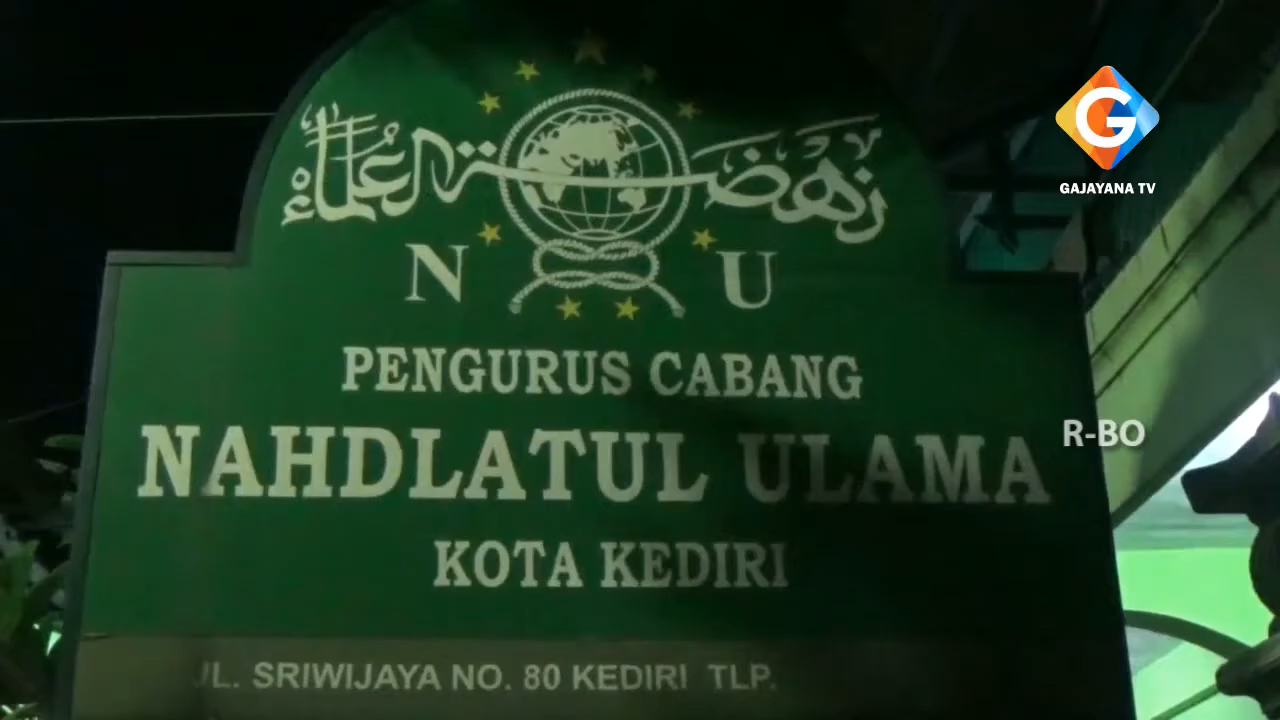 G
GAJAYANA TV
نهضة العلماء
N U
PENGURUS CABANG
NAHDLATUL ULAMA
R-BO
KOTA KEDIRI
JL. SRIWIJAYA NO. 80 KEDIRI TLP.